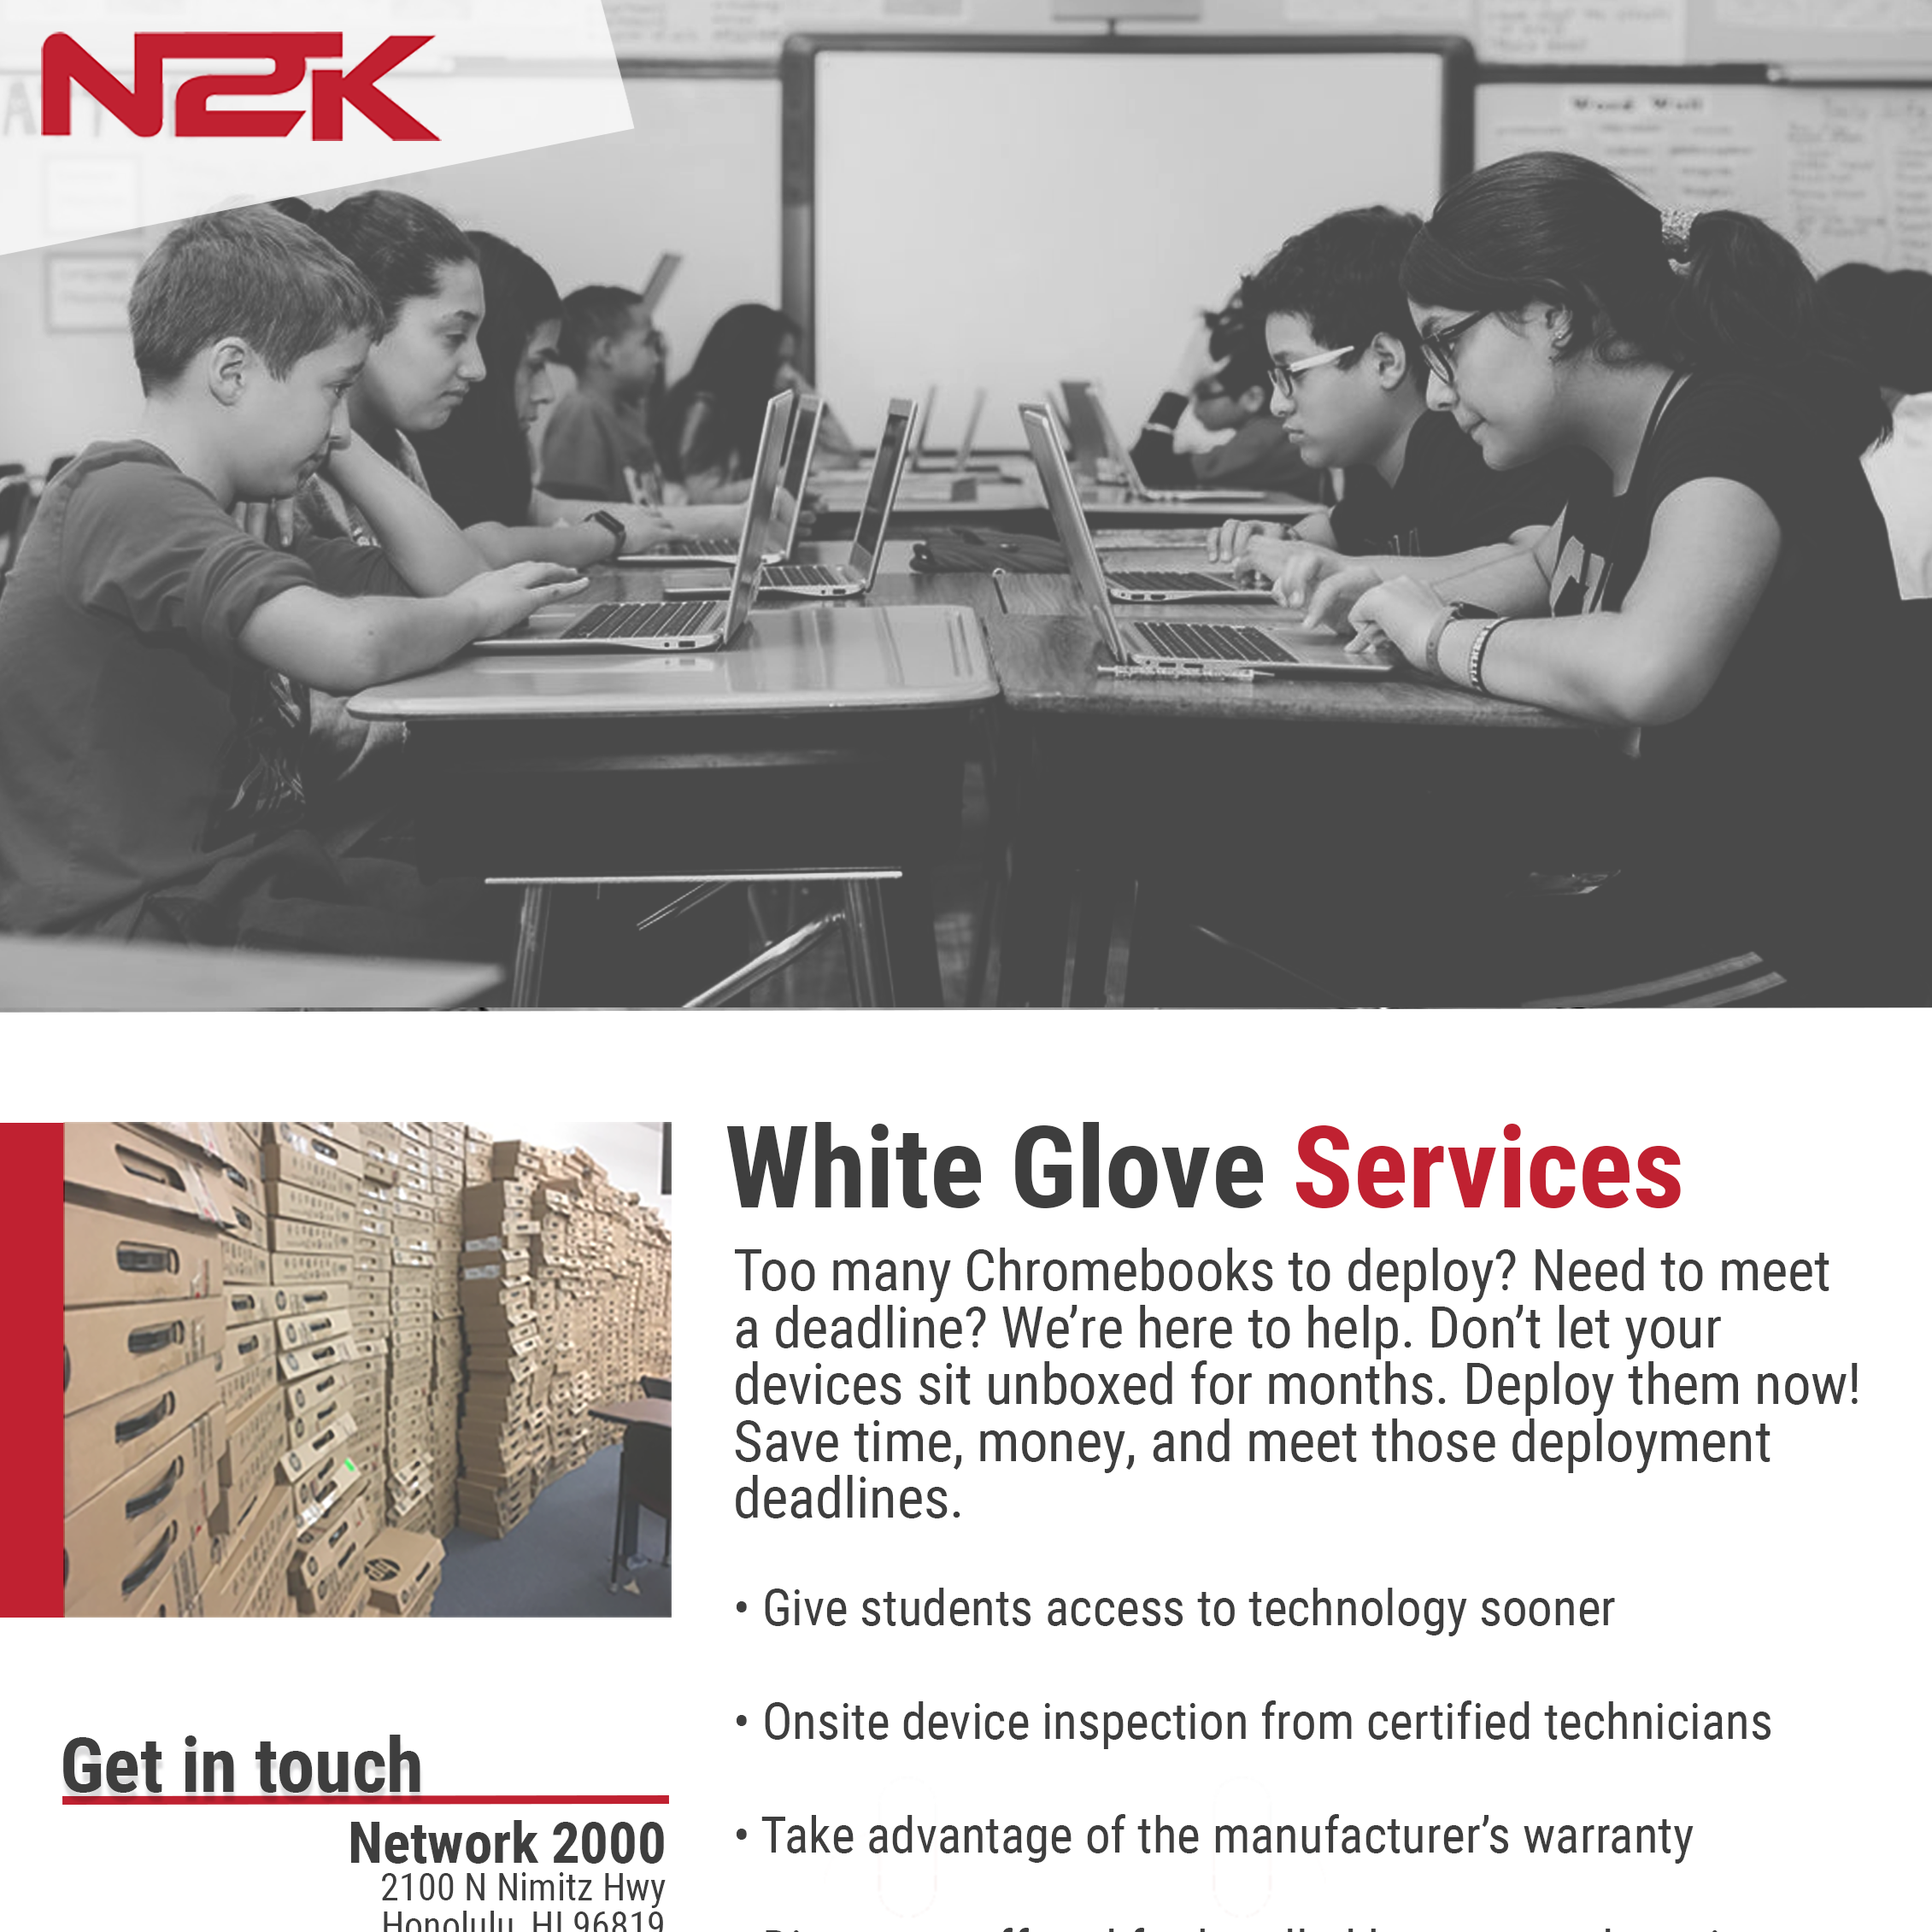 N2K
Word Wall
White Glove Services
Too many Chromebooks to deploy? Need to meet
a deadline? We’re here to help. Don’t let your
devices sit unboxed for months. Deploy them now!
Save time, money, and meet those deployment
deadlines.
• Give students access to technology sooner
• Onsite device inspection from certified technicians
• Take advantage of the manufacturer’s warranty
Get in touch
Network 2000
2100 N Nimitz Hwy
Honolulu, HI 96819